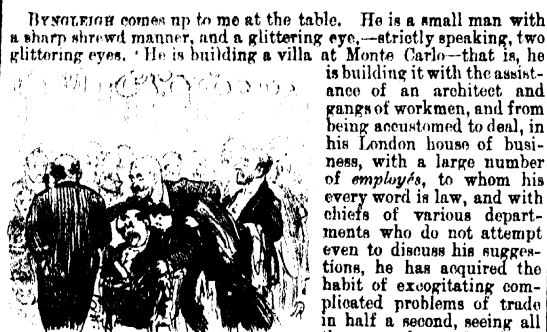 BYNGLEIGH comes up to me at the table. He is a small man with
a sharp shrewd manner, and a glittering eye,—strictly speaking, two
glittering eyes. He is building a villa at Monte Carlo—that is, he
is building it with the assist-
ance of an architect and
gangs of workmen, and from
being accustomed to deal, in
his London house of busi-
ness, with a large number
of employés, to whom his
every word is law, and with
chiefs of various depart-
ments who do not attempt
even to discuss his sugges-
tions, he has acquired the
habit of excogitating com-
plicated problems of trade
in half a second, seeing all